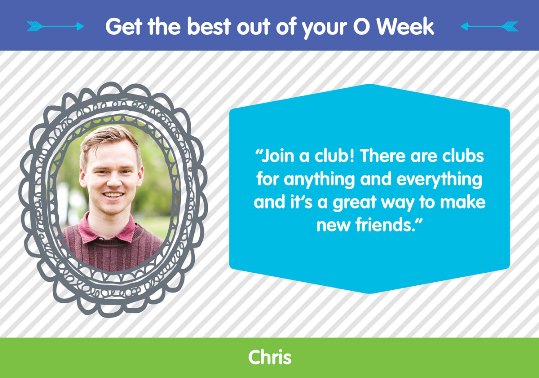 Get the best out of your O Week
“Join a club! There are clubs
for anything and everything
and it’s a great way to make
new friends.”
Chris